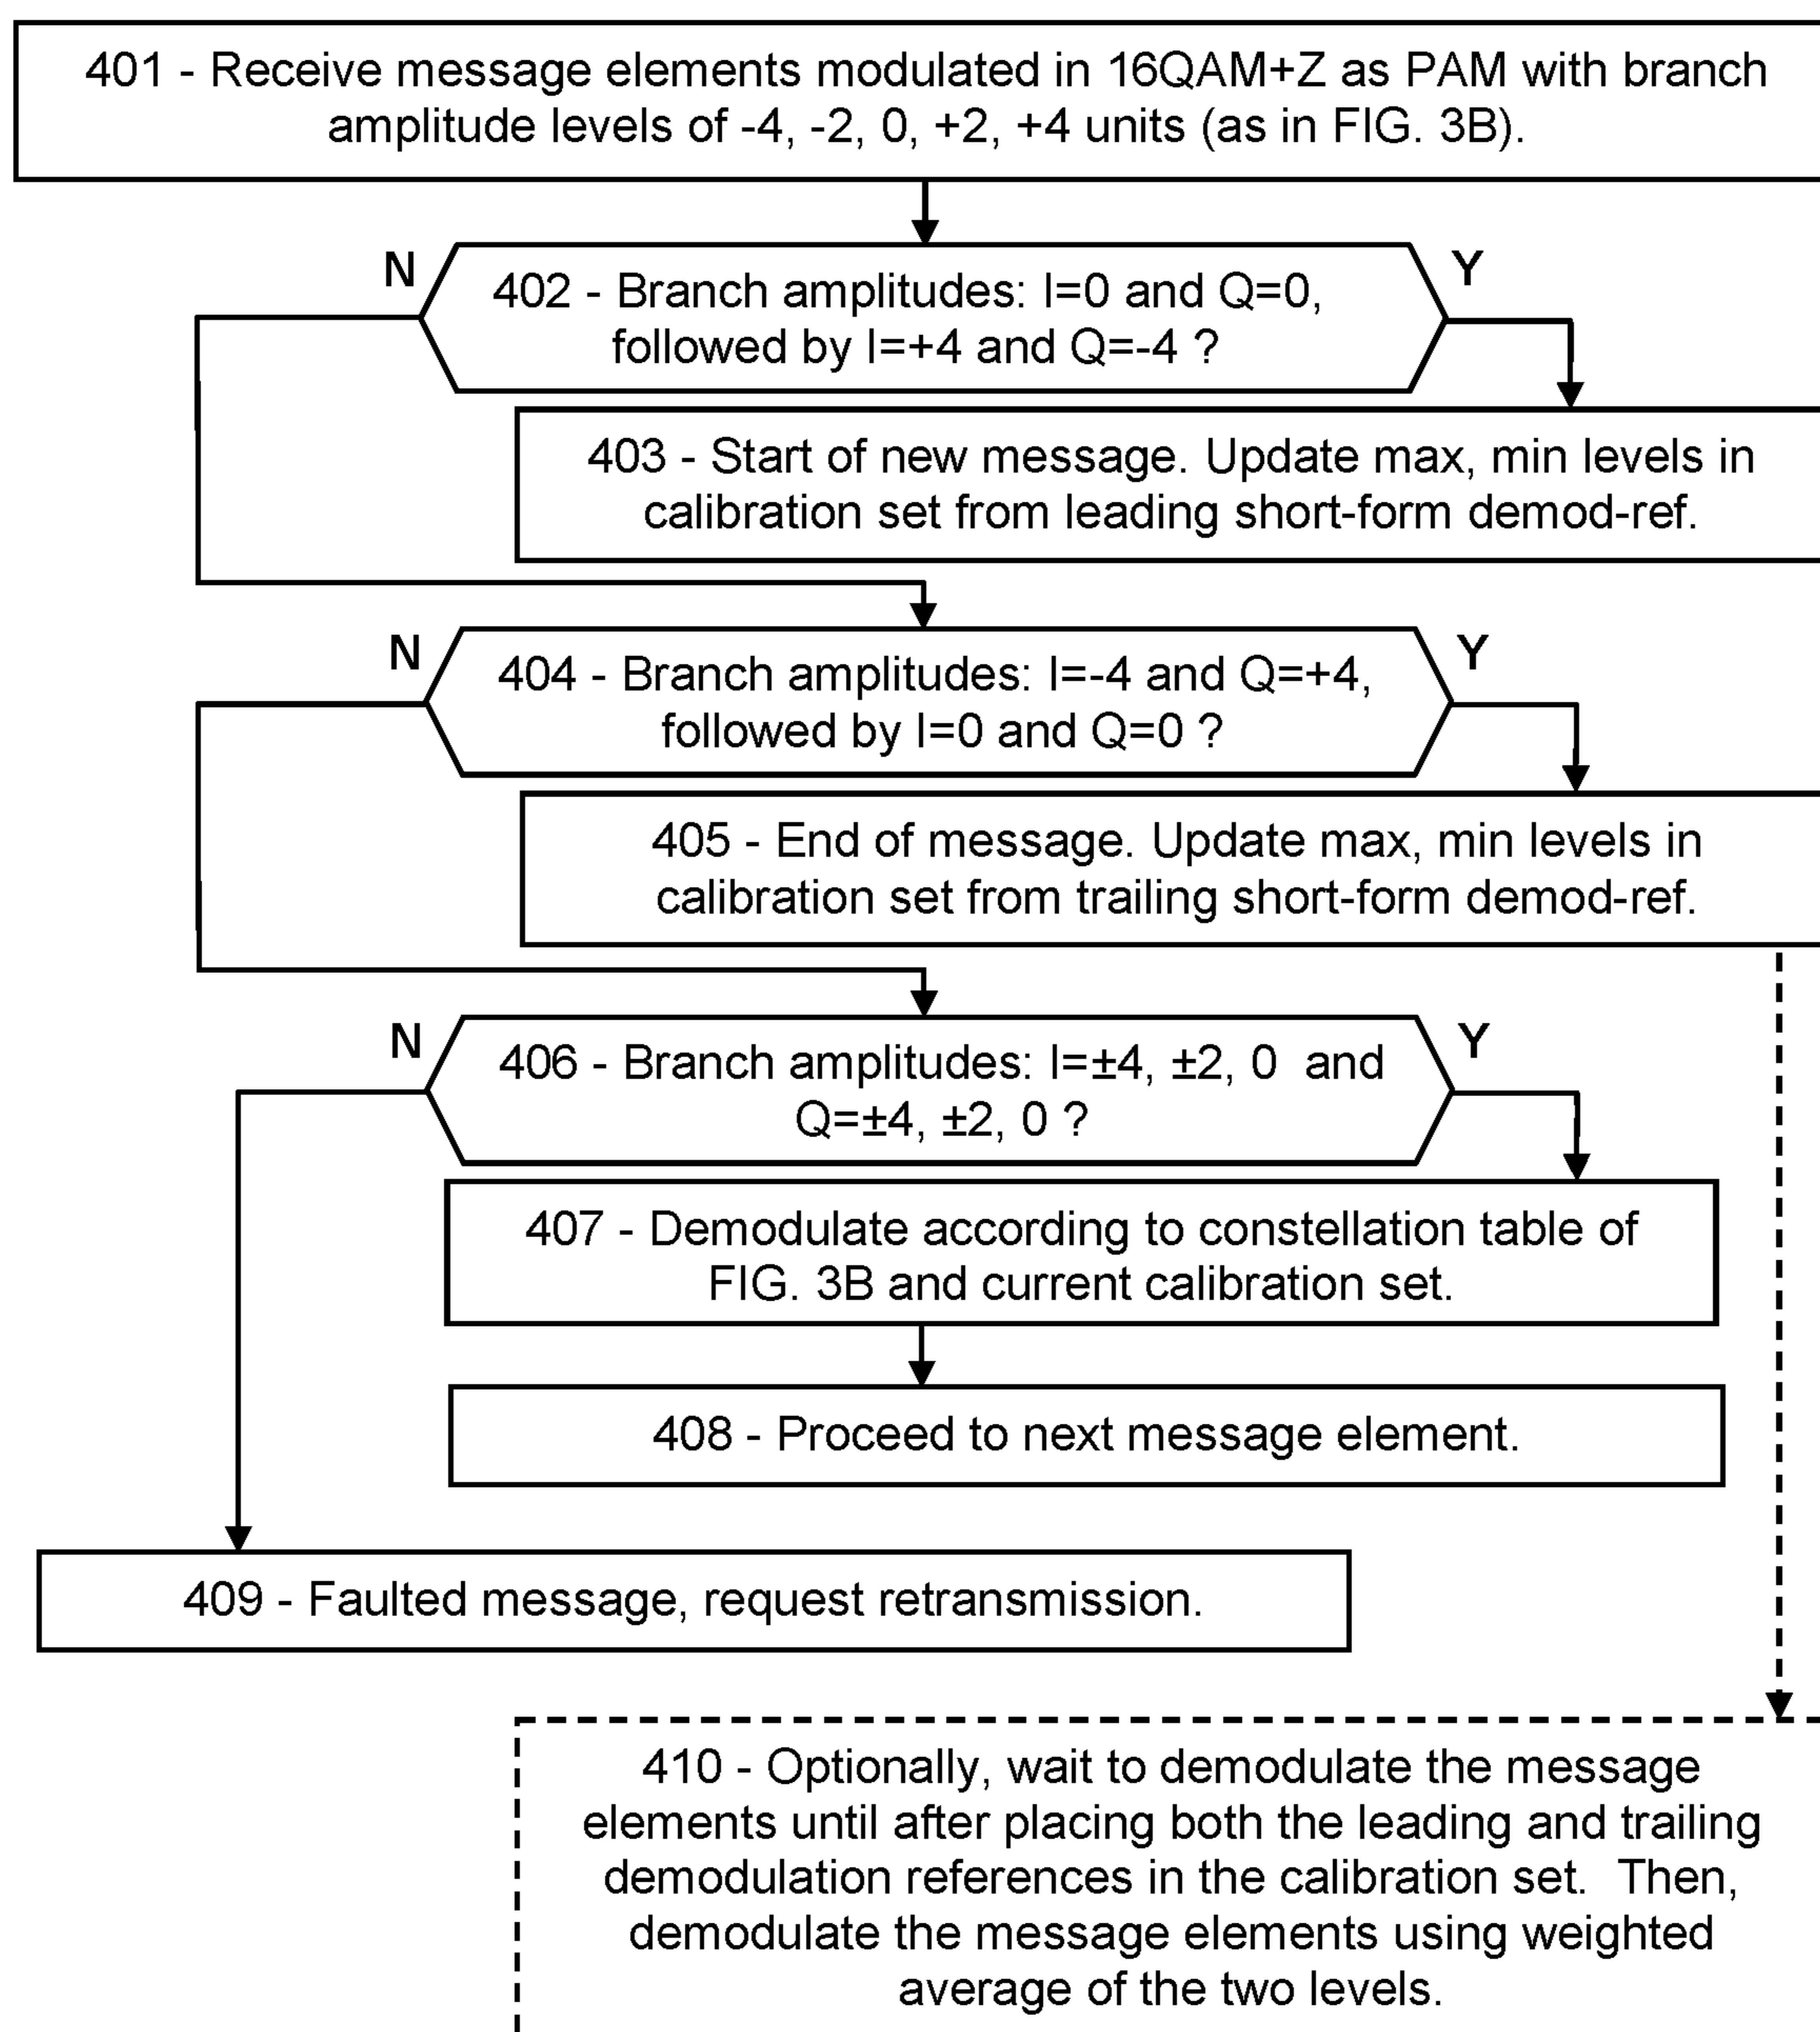 401 - Receive message elements modulated in 16QAM+Z as PAM with branch
amplitude levels of -4, -2, 0, +2, +4 units (as in FIG. 3B).
N
Y
402 - Branch amplitudes: I=0 and Q=0,
followed by I=+4 and Q=-4 ?
403 - Start of new message. Update max, min levels in
calibration set from leading short-form demod-ref.
N
Y
404 - Branch amplitudes: I=-4 and Q=+4,
followed by I=0 and Q=0 ?
405 - End of message. Update max, min levels in
calibration set from trailing short-form demod-ref.
N
Y
406 - Branch amplitudes: I=±4, ±2, 0 and
Q=±4, ±2, 0 ?
407 - Demodulate according to constellation table of
FIG. 3B and current calibration set.
408 - Proceed to next message element.
409 - Faulted message, request retransmission.
410 - Optionally, wait to demodulate the message
elements until after placing both the leading and trailing
demodulation references in the calibration set. Then,
demodulate the message elements using weighted
average of the two levels.